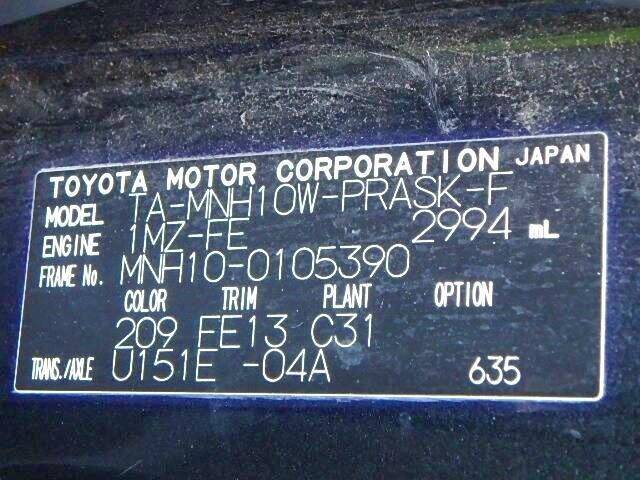 TOYOTA MOTOR CORPORATION JAPAN
MODEL TA-MNH10W-PRASK-F
ENGINE 1MZ-FE 2994 mL
FRAME No. MNH10-0105390
COLOR TRIM PLANT OPTION
209 FE13 C31
TRANS./AXLE U151E -04A 635